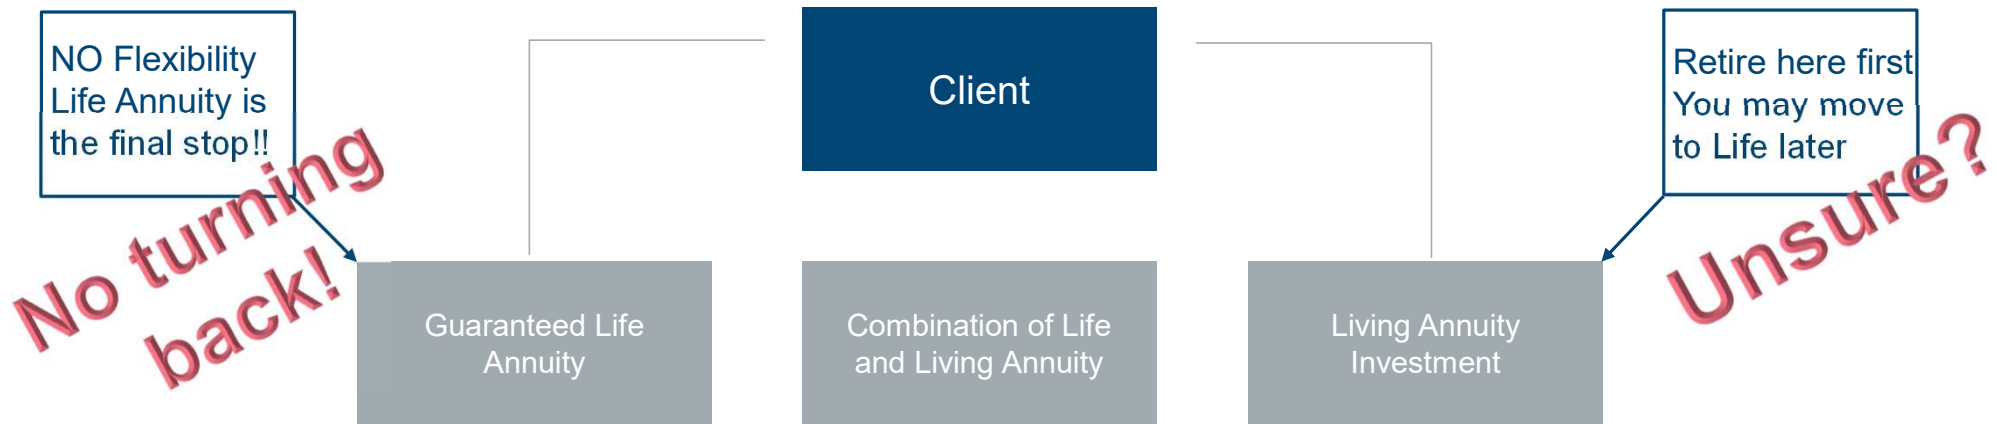 NO Flexibility
Life Annuity is
the final stop!!
No turning
back!
Client
Retire here first
You may move
to Life later
Unsure?
Guaranteed Life
Annuity
Combination of Life
and Living Annuity
Living Annuity
Investment